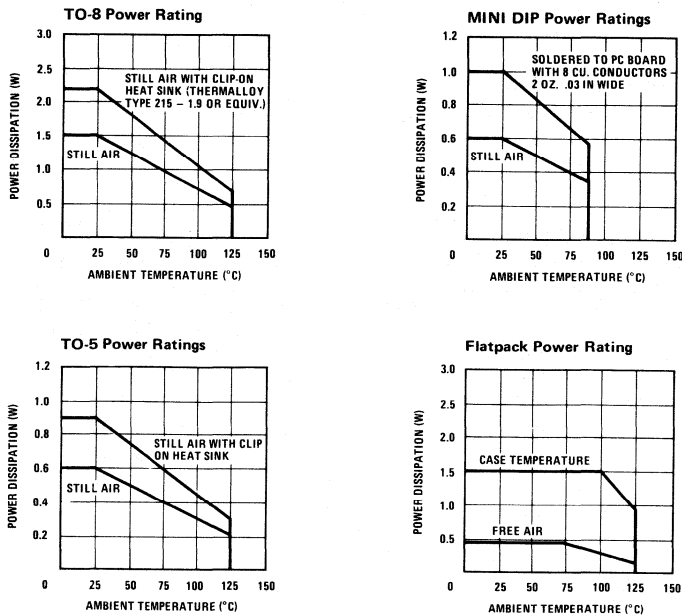 TO-8 Power Rating
3.0
2.5
2.0
1.5
1.0
0.5
0 25 50 75 100 125 150
POWER DISSIPATION (W)
AMBIENT TEMPERATURE (°C)
STILL AIR WITH CLIP-ON
HEAT SINK (THERMALLOY
TYPE 215 – 1.9 OR EQUIV.)
STILL AIR
MINI DIP Power Ratings
1.2
1.0
0.8
0.6
0.4
0.2
0 25 50 75 100 125 150
POWER DISSIPATION (W)
AMBIENT TEMPERATURE (°C)
SOLDERED TO PC BOARD
WITH 8 CU. CONDUCTORS
2 OZ. .03 IN WIDE
STILL AIR
TO-5 Power Ratings
1.2
1.0
0.8
0.6
0.4
0.2
0 25 50 75 100 125 150
POWER DISSIPATION (W)
AMBIENT TEMPERATURE (°C)
STILL AIR WITH CLIP
ON HEAT SINK
STILL AIR
Flatpack Power Rating
3.0
2.5
2.0
1.5
1.0
0.5
0 25 50 75 100 125 150
POWER DISSIPATION (W)
AMBIENT TEMPERATURE (°C)
CASE TEMPERATURE
FREE AIR